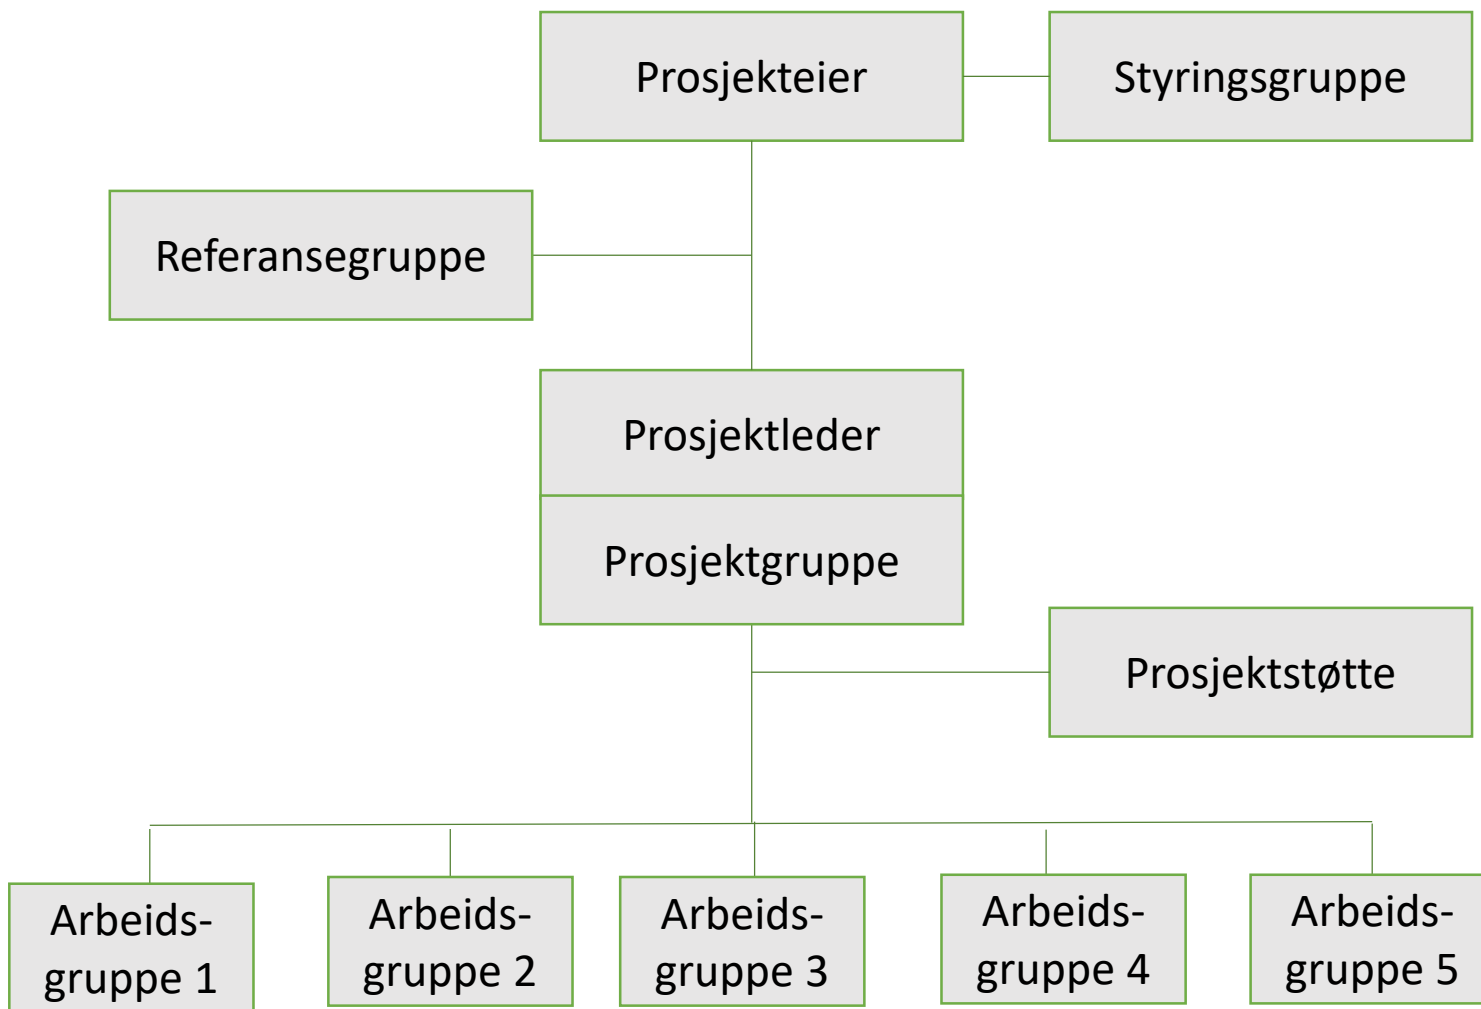 Prosjekteier
Styringsgruppe
Referansegruppe
Prosjektleder
Prosjektgruppe
Prosjektstøtte
Arbeids-
gruppe 1
Arbeids-
gruppe 2
Arbeids-
gruppe 3
Arbeids-
gruppe 4
Arbeids-
gruppe 5